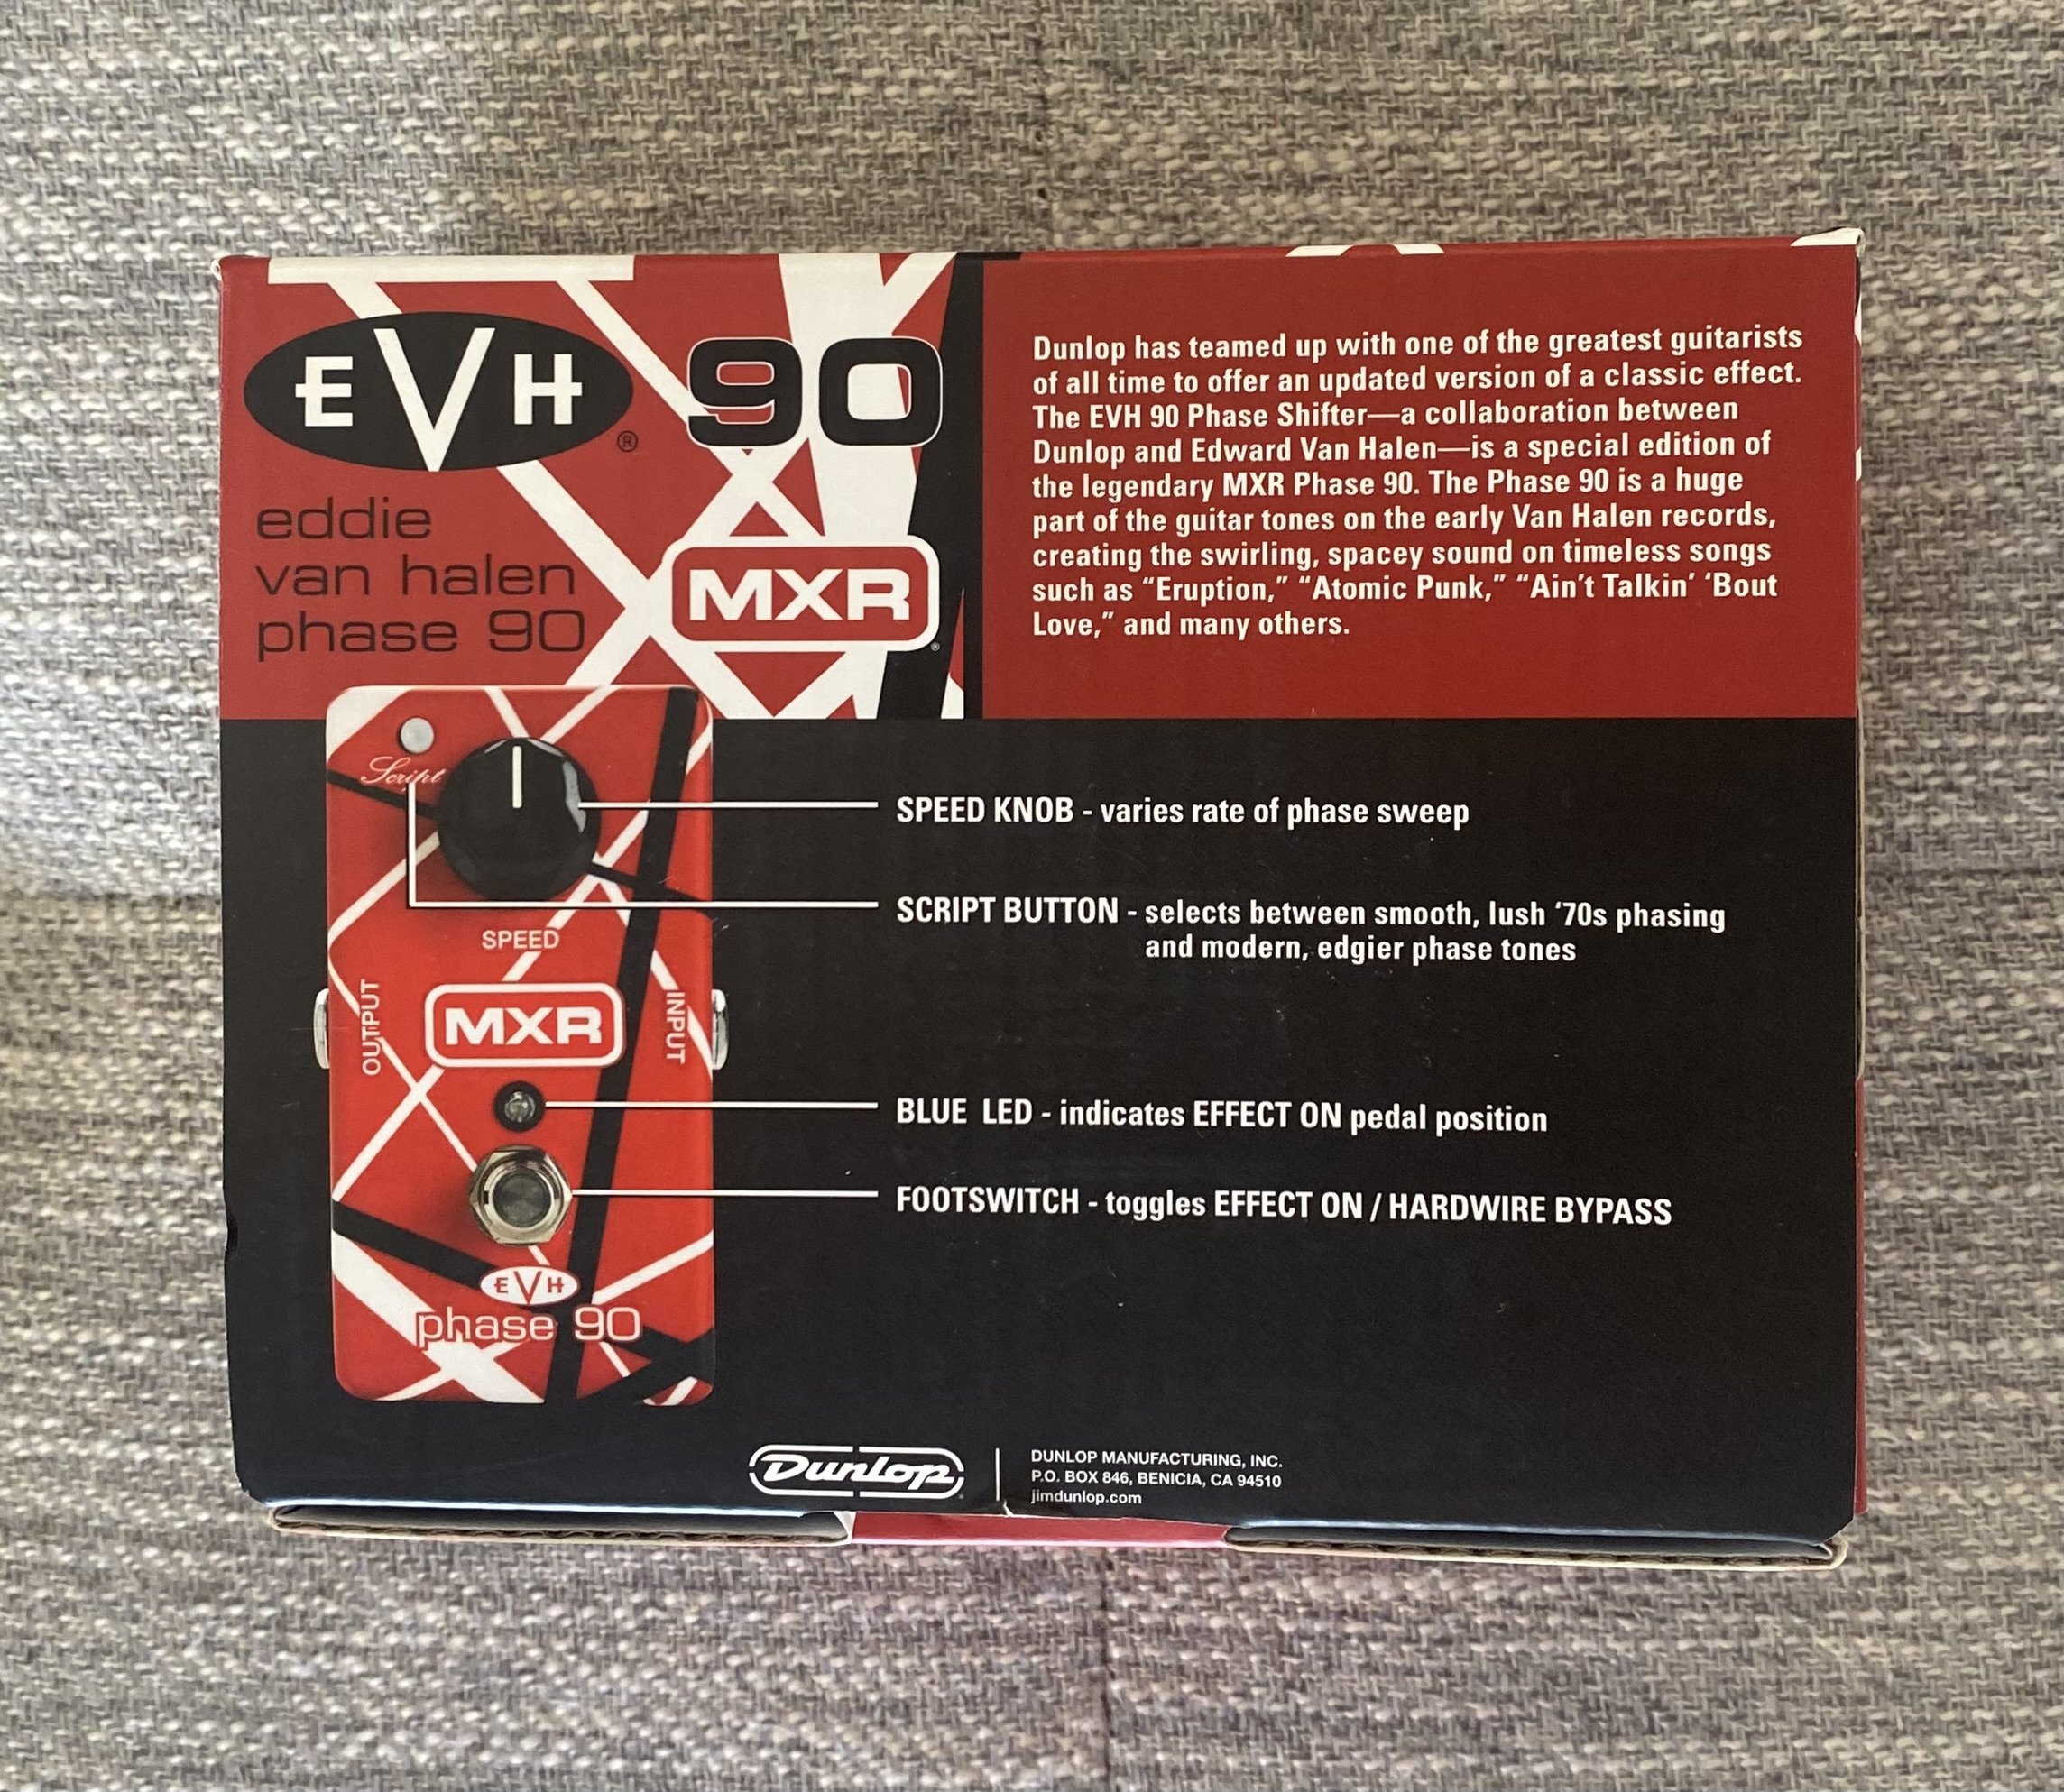 EVH®
90
eddie
van halen
phase 90
MXR®
Dunlop has teamed up with one of the greatest guitarists
of all time to offer an updated version of a classic effect.
The EVH 90 Phase Shifter—a collaboration between
Dunlop and Edward Van Halen—is a special edition of
the legendary MXR Phase 90. The Phase 90 is a huge
part of the guitar tones on the early Van Halen records,
creating the swirling, spacey sound on timeless songs
such as “Eruption,” “Atomic Punk,” “Ain’t Talkin’ ‘Bout
Love,” and many others.
Script
SPEED
OUTPUT
MXR
INPUT
EVH
phase 90
SPEED KNOB - varies rate of phase sweep
SCRIPT BUTTON - selects between smooth, lush ‘70s phasing
and modern, edgier phase tones
BLUE LED - indicates EFFECT ON pedal position
FOOTSWITCH - toggles EFFECT ON / HARDWIRE BYPASS
Dunlop
DUNLOP MANUFACTURING, INC.
P.O. BOX 846, BENICIA, CA 94510
jimdunlop.com